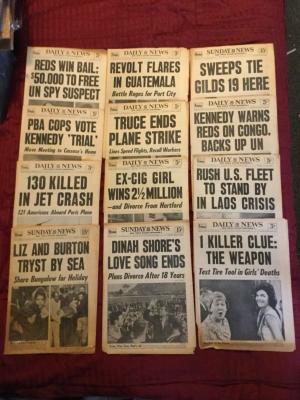 DAILY NEWS
REDS WIN BAIL:
$50,000 TO FREE
UN SPY SUSPECT
DAILY NEWS
REVOLT FLARES
IN GUATEMALA
Battle Rages for Port City
SUNDAY NEWS
SWEEPS TIE
GILDS 19 HERE
DAILY NEWS
PBA COPS VOTE
KENNEDY 'TRIAL'
DAILY NEWS
TRUCE ENDS
PLANE STRIKE
Lines Speed Flights, Recall Workers
SUNDAY NEWS
KENNEDY WARNS
REDS ON CONGO,
BACKS UP UN
DAILY NEWS
130 KILLED
IN JET CRASH
121 Americans Aboard Paris Plane
DAILY NEWS
EX-CIG GIRL
WINS 2½ MILLION
—and Divorce From Hartford
DAILY NEWS
RUSH U.S. FLEET
TO STAND BY
IN LAOS CRISIS
SUNDAY NEWS
LIZ AND BURTON
TRYST BY SEA
Share Bungalow for Holiday
SUNDAY NEWS
DINAH SHORE'S
LOVE SONG ENDS
Plans Divorce After 18 Years
DAILY NEWS
1 KILLER CLUE:
THE WEAPON
Test Tire Tool in Girls' Deaths